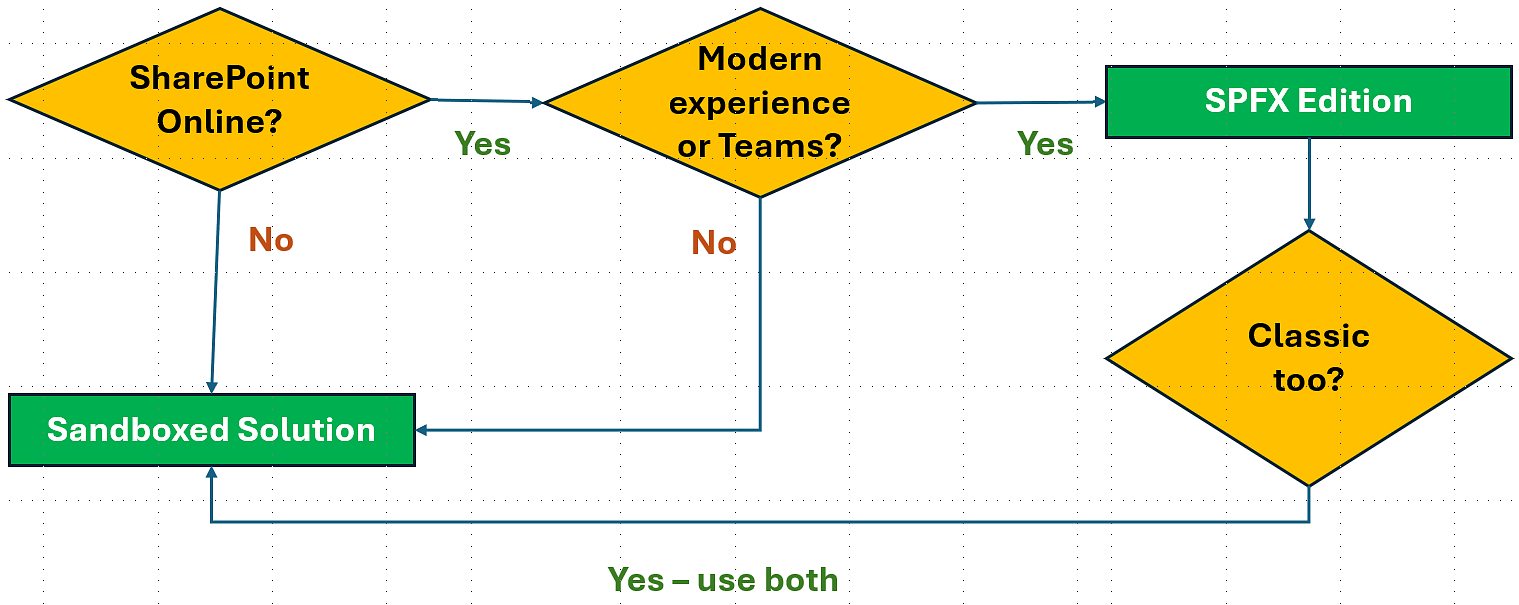 SharePoint
Online?
Yes
Modern
experience
or Teams?
Yes
SPFX Edition
No
No
Classic
too?
Sandboxed Solution
Yes – use both